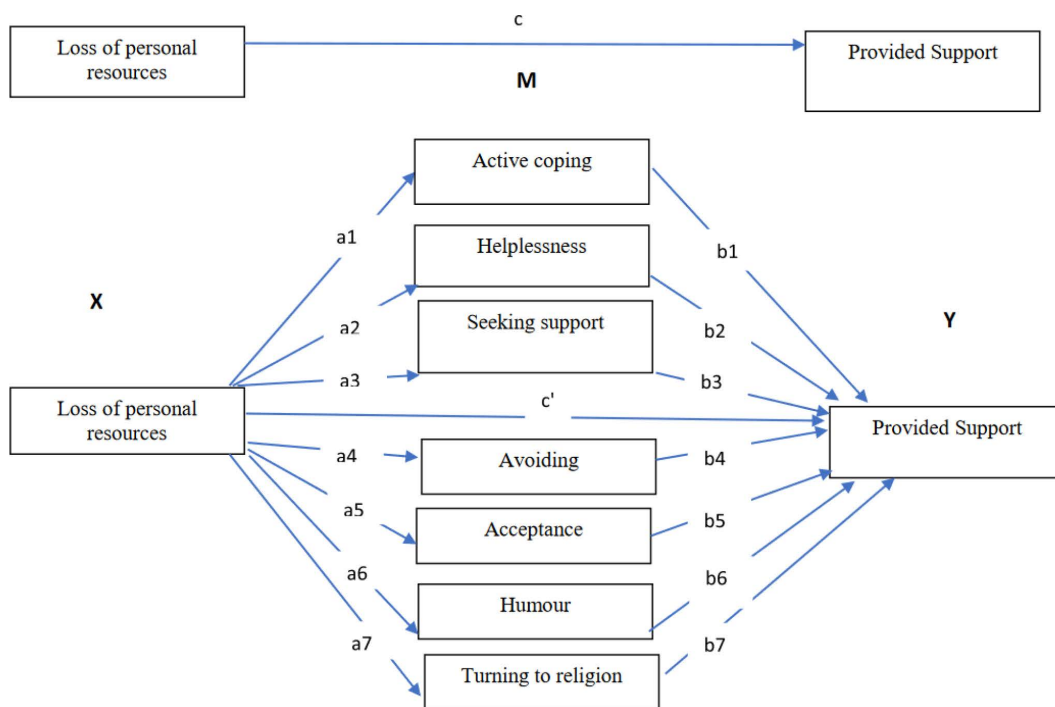 c
Loss of personal
resources
Provided Support
M
Active coping
a1
Helplessness
b1
X
a2
Seeking support
b2
Y
a3
b3
Loss of personal
resources
c'
Provided Support
a4
Avoiding
b4
a5
Acceptance
b5
a6
Humour
b6
a7
Turning to religion
b7